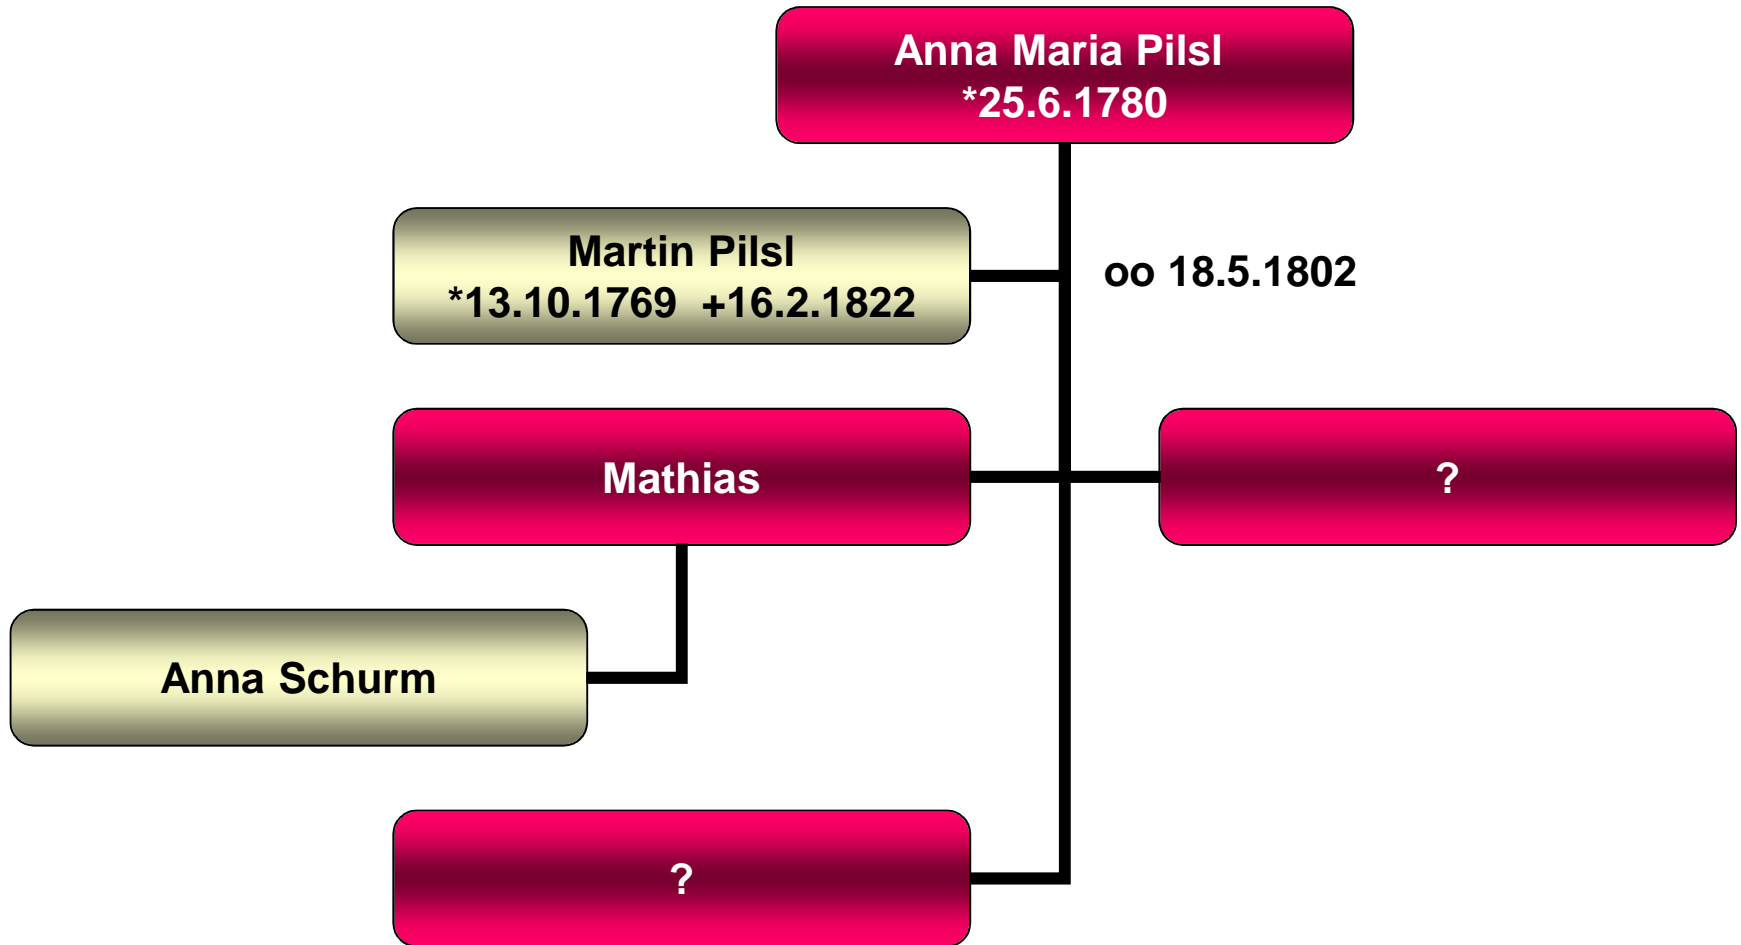 Anna Maria Pilsl
*25.6.1780
Martin Pilsl
*13.10.1769  +16.2.1822
oo 18.5.1802
Mathias
?
Anna Schurm
?